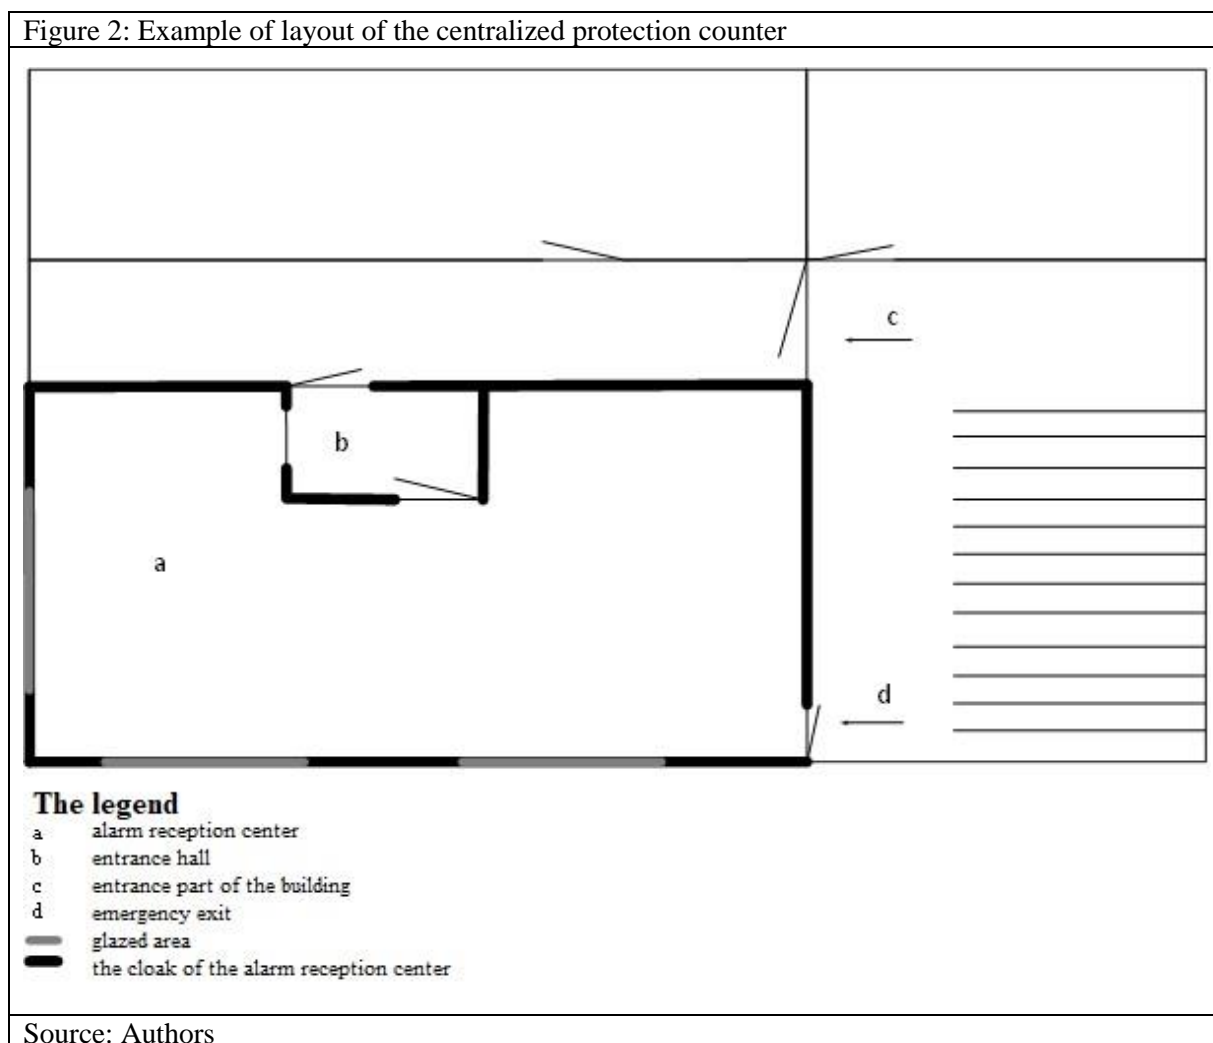 Figure 2: Example of layout of the centralized protection counter
c
b
a
d
The legend
a alarm reception center
b entrance hall
c entrance part of the building
d emergency exit
glazed area
the cloak of the alarm reception center
Source: Authors